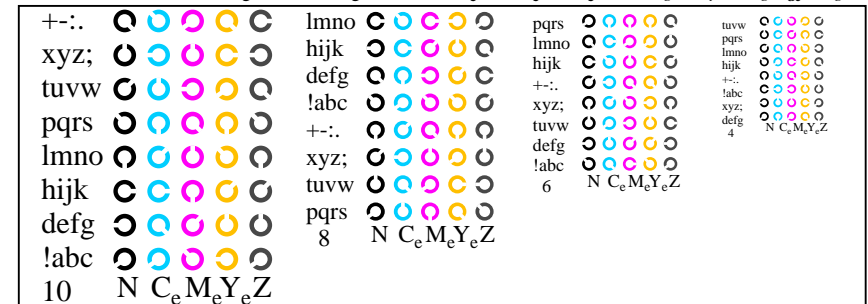 +-:.
xyz;
tuvw
pqrs
lmno
hijk
defg
!abc
10 N CeMeYeZ
lmno
hijk
defg
!abc
+-:.
xyz;
tuvw
pqrs
8 N CeMeYeZ
pqrs
lmno
hijk
+-:.
xyz;
tuvw
defg
!abc
6 N CeMeYeZ
tuvw
pqrs
lmno
hijk
+-:.
!abc
xyz;
defg
4 N CeMeYeZ